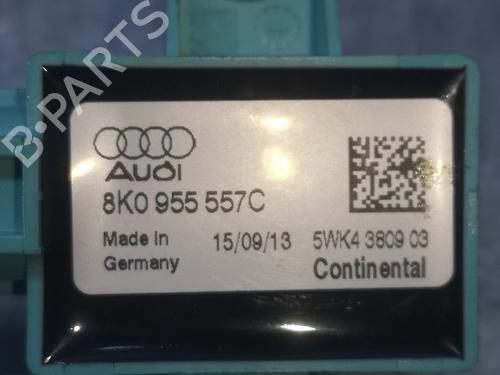 B·PARTS
AUDI
8K0 955 557C
Made in
Germany
15/09/13
5WK4 3809 03
Continental